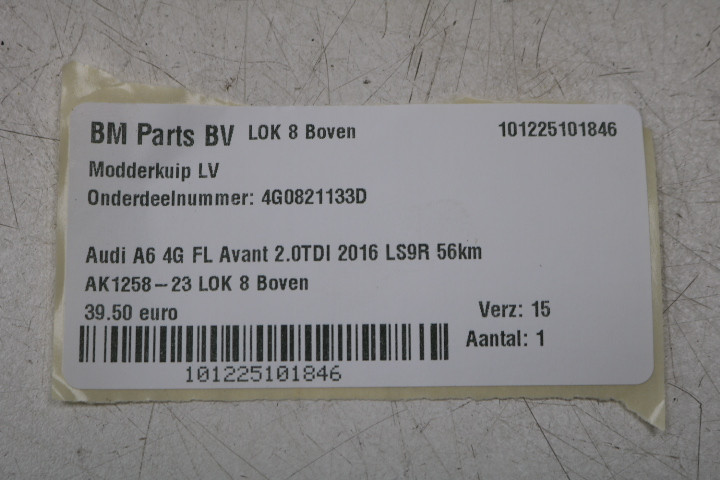 BM Parts BV LOK 8 Boven 101225101846
Modderkuip LV
Onderdeelnummer: 4G0821133D
Audi A6 4G FL Avant 2.0TDI 2016 LS9R 56km
AK1258-23 LOK 8 Boven
39.50 euro Verz: 15
Aantal: 1
101225101846